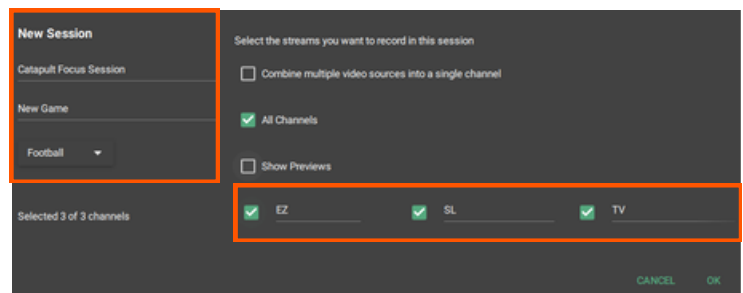 New Session
Catapult Focus Session
New Game
Football
Selected 3 of 3 channels
Select the streams you want to record in this session
Combine multiple video sources into a single channel
All Channels
Show Previews
EZ SL TV
CANCEL OK